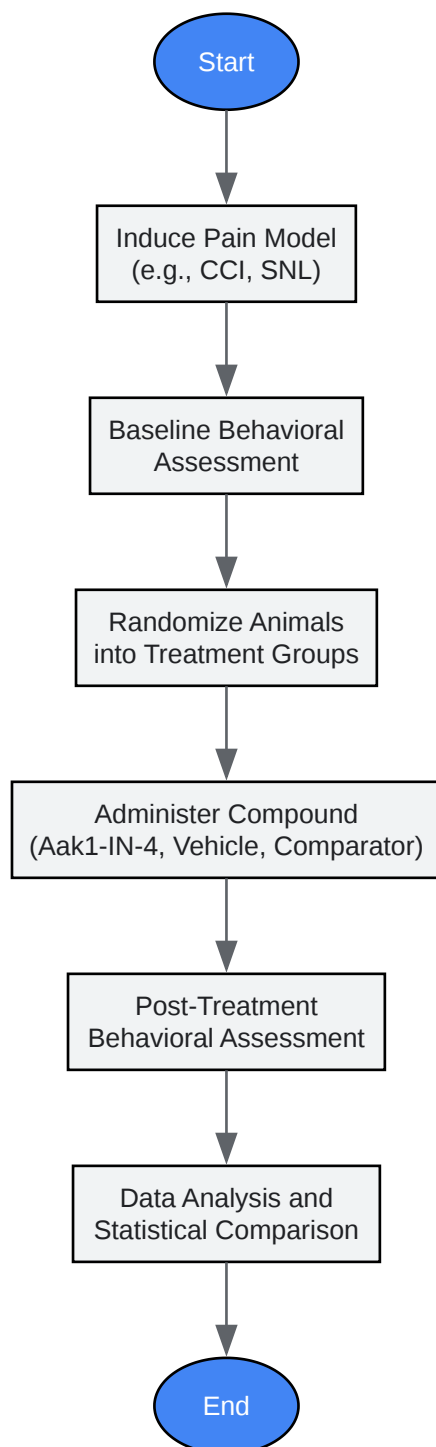 Start
Induce Pain Model
(e.g., CCI, SNL)
Baseline Behavioral
Assessment
Randomize Animals
into Treatment Groups
Administer Compound
(Aak1-IN-4, Vehicle, Comparator)
Post-Treatment
Behavioral Assessment
Data Analysis and
Statistical Comparison
End